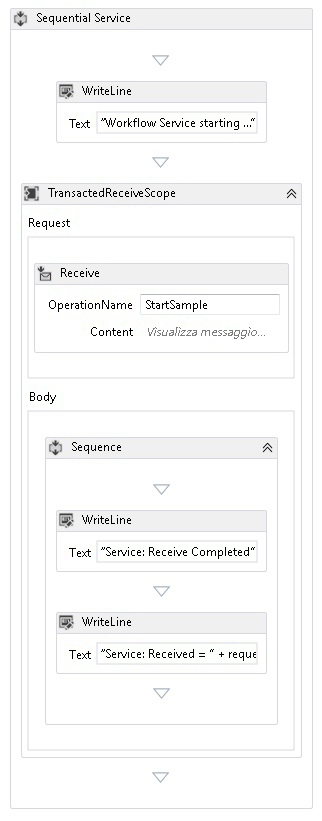 Sequential Service
WriteLine
Text "Workflow Service starting ..."
TransactedReceiveScope
Request
Receive
OperationName StartSample
Content Visualizza messaggio...
Body
Sequence
WriteLine
Text "Service: Receive Completed"
WriteLine
Text "Service: Received = " + reque